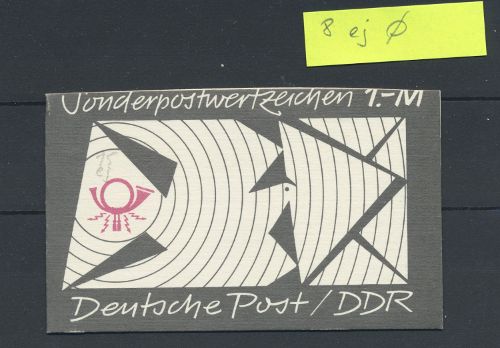 8 ej Ø
Sonderpostwertzeichen 1.-M
Deutsche Post / DDR